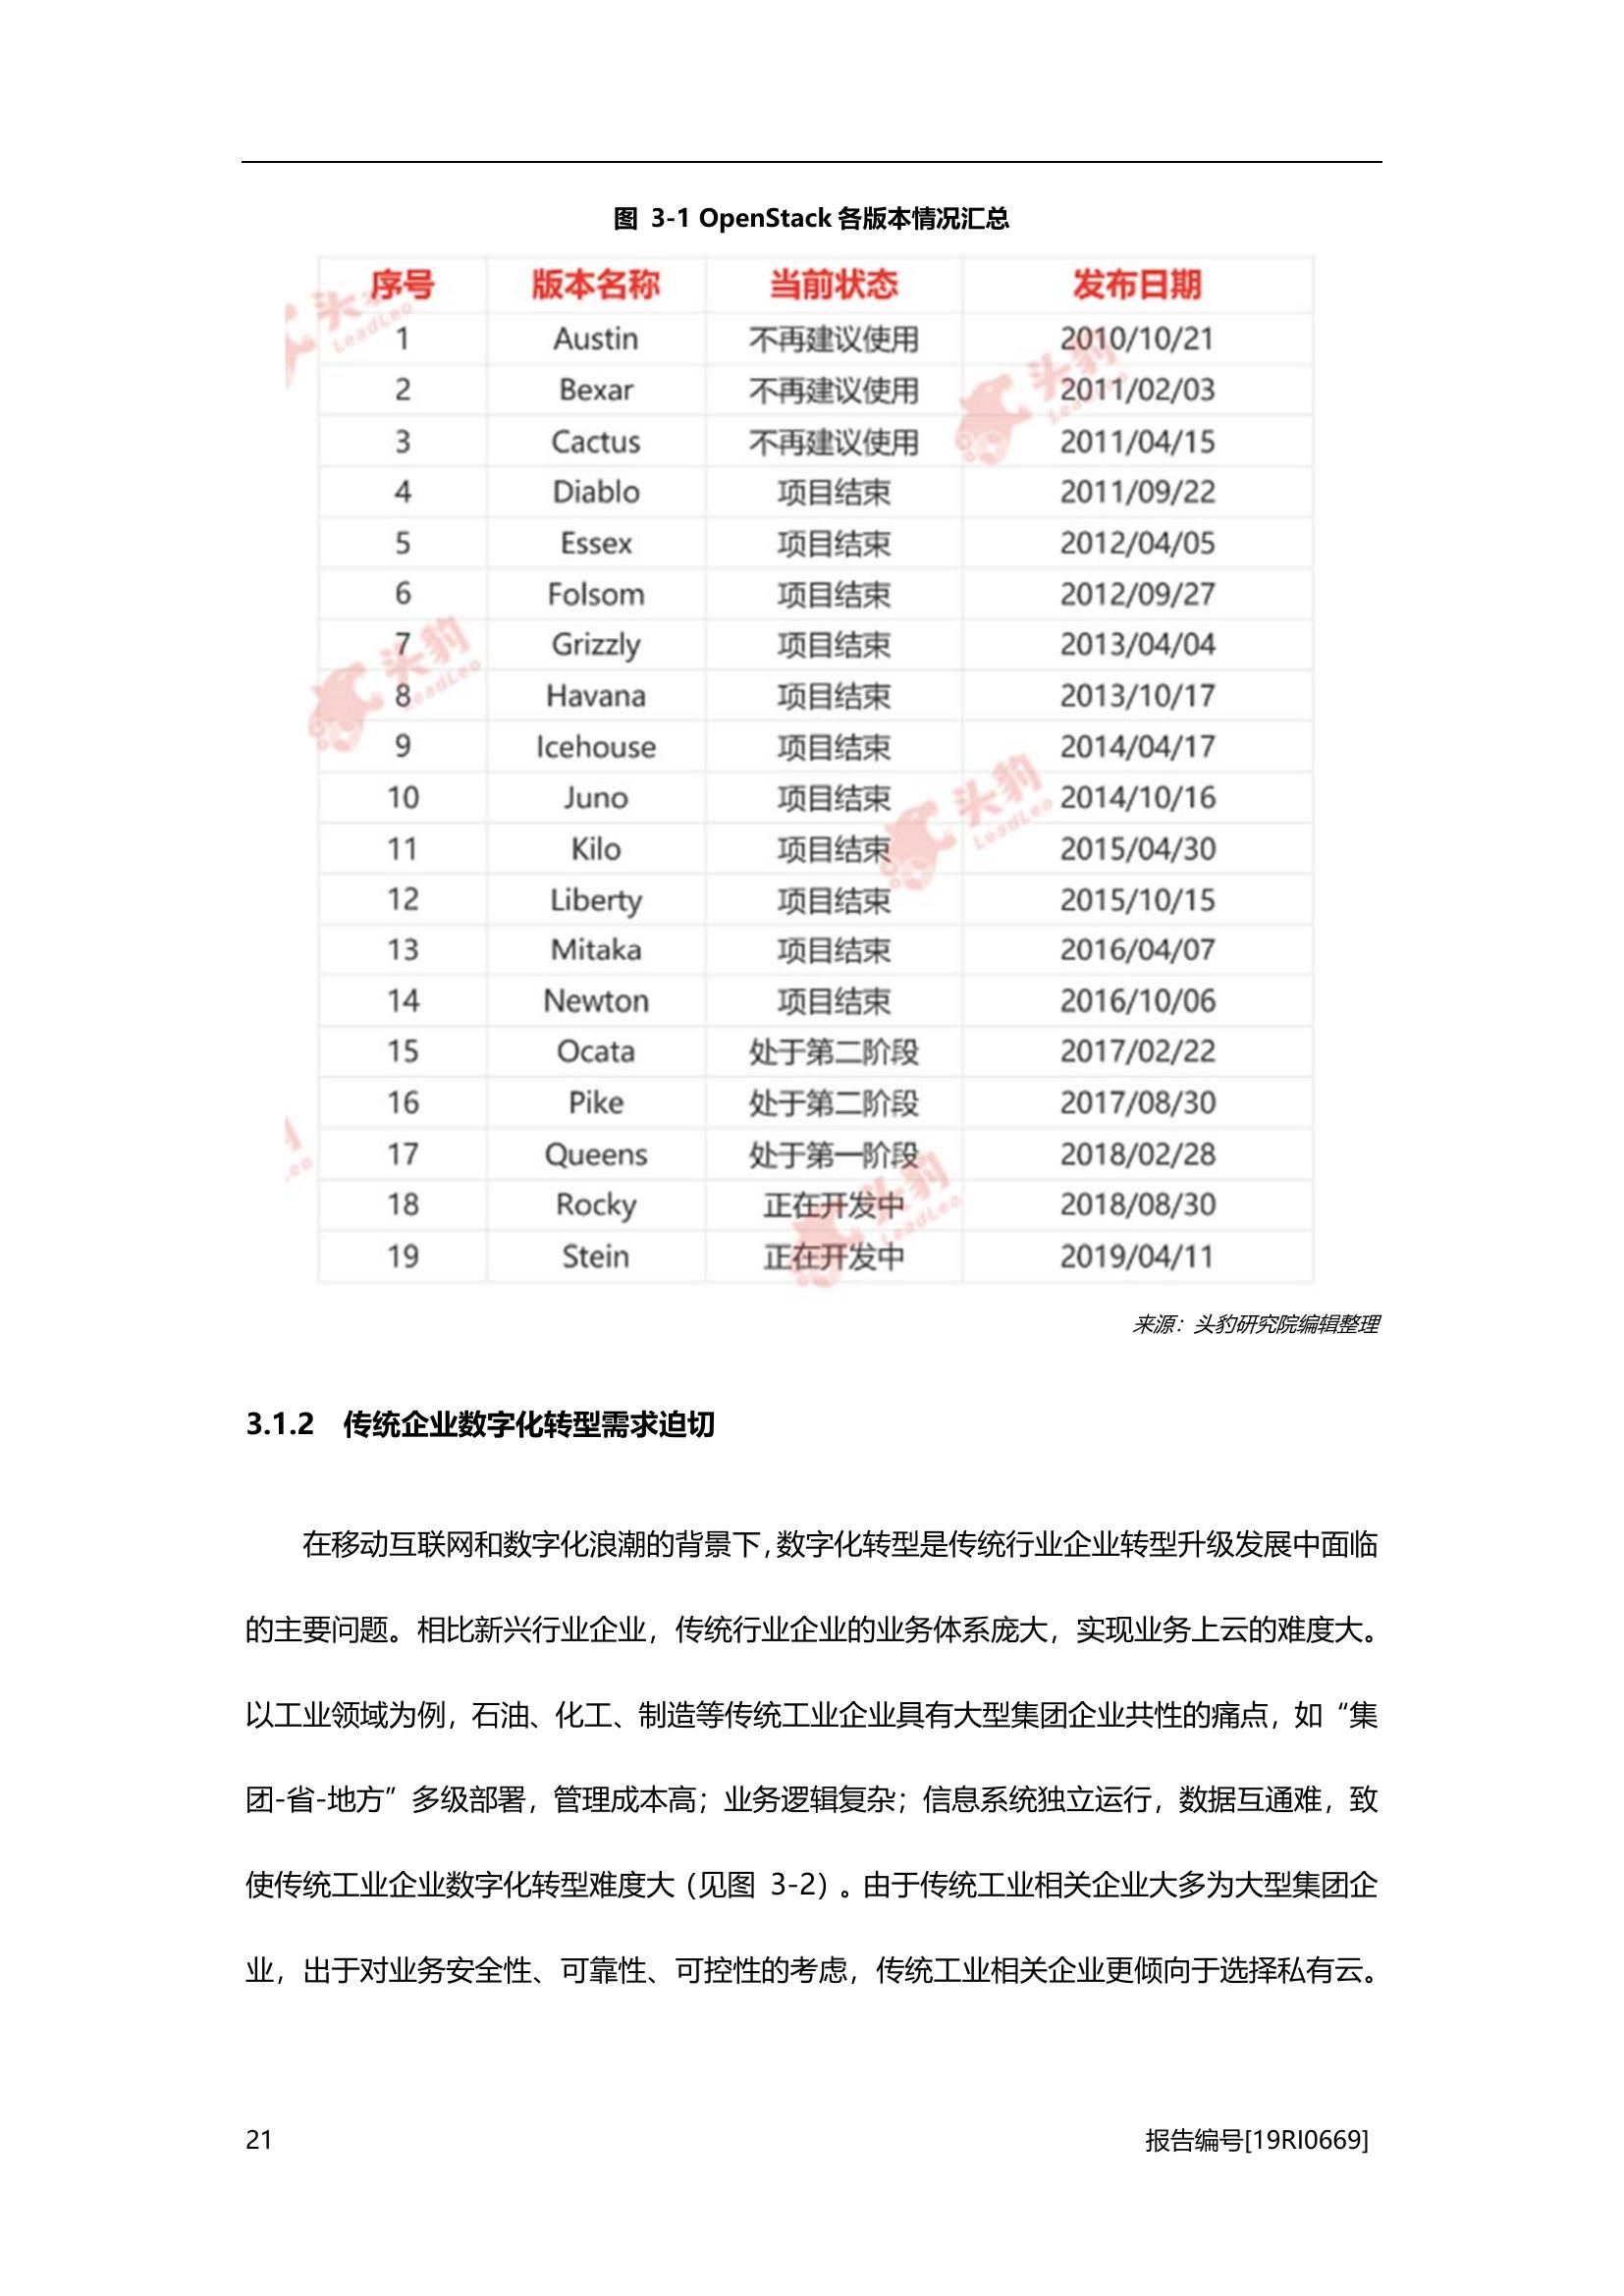 图 3-1 OpenStack 各版本情况汇总
序号 版本名称 当前状态 发布日期
1 Austin 不再建议使用 2010/10/21
2 Bexar 不再建议使用 2011/02/03
3 Cactus 不再建议使用 2011/04/15
4 Diablo 项目结束 2011/09/22
5 Essex 项目结束 2012/04/05
6 Folsom 项目结束 2012/09/27
7 Grizzly 项目结束 2013/04/04
8 Havana 项目结束 2013/10/17
9 Icehouse 项目结束 2014/04/17
10 Juno 项目结束 2014/10/16
11 Kilo 项目结束 2015/04/30
12 Liberty 项目结束 2015/10/15
13 Mitaka 项目结束 2016/04/07
14 Newton 项目结束 2016/10/06
15 Ocata 处于第二阶段 2017/02/22
16 Pike 处于第二阶段 2017/08/30
17 Queens 处于第一阶段 2018/02/28
18 Rocky 正在开发中 2018/08/30
19 Stein 正在开发中 2019/04/11
头豹 LeadLeo
头豹 LeadLeo
头豹 LeadLeo
头豹 LeadLeo
头豹 LeadLeo
来源：头豹研究院编辑整理
3.1.2 传统企业数字化转型需求迫切
在移动互联网和数字化浪潮的背景下，数字化转型是传统行业企业转型升级发展中面临
的主要问题。相比新兴行业企业，传统行业企业的业务体系庞大，实现业务上云的难度大。
以工业领域为例，石油、化工、制造等传统工业企业具有大型集团企业共性的痛点，如“集
团-省-地方”多级部署，管理成本高；业务逻辑复杂；信息系统独立运行，数据互通难，致
使传统工业企业数字化转型难度大（见图 3-2）。由于传统工业相关企业大多为大型集团企
业，出于对业务安全性、可靠性、可控性的考虑，传统工业相关企业更倾向于选择私有云。
21 报告编号[19RI0669]